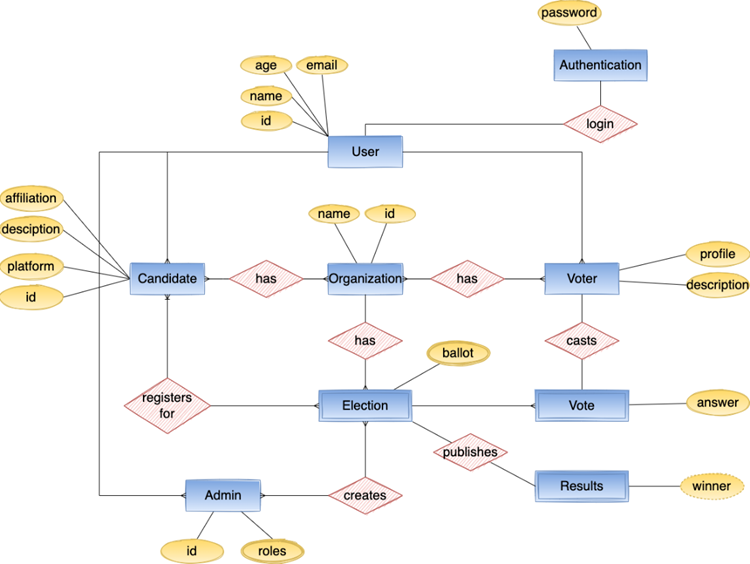 password
Authentication
age
email
name
id
login
User
affiliation
desciption
platform
id
name
id
profile
description
Candidate
has
Organization
has
Voter
has
casts
ballot
registers
for
Election
Vote
answer
publishes
Admin
creates
Results
winner
id
roles